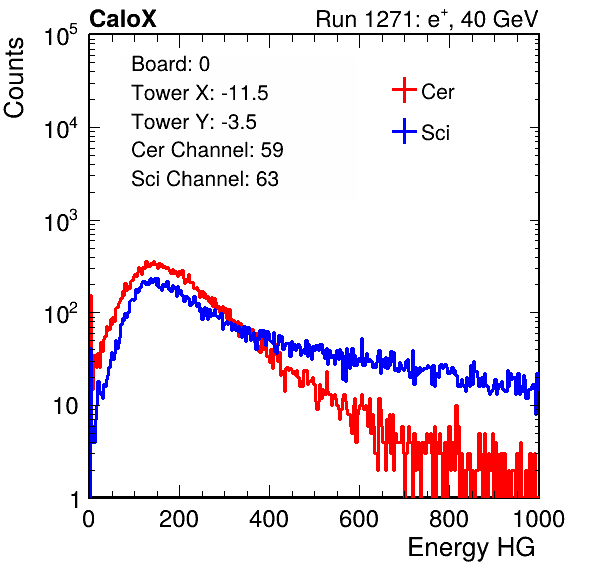 CaloX Run 1271: e+, 40 GeV
Counts
Board: 0
Tower X: -11.5
Tower Y: -3.5
Cer Channel: 59
Sci Channel: 63
Cer
Sci
10^5
10^4
10^3
10^2
10
1
0 200 400 600 800 1000
Energy HG